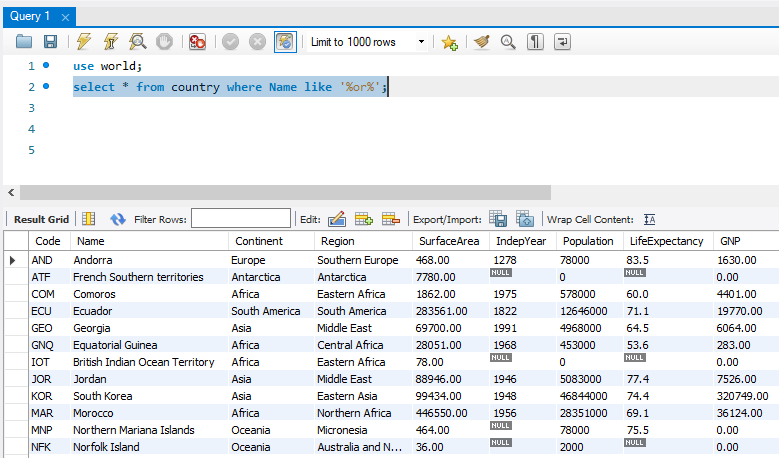 Query 1
Limit to 1000 rows
1 use world;
2 select * from country where Name like '%or%';
3
4
5
Result Grid Filter Rows: Edit: Export/Import: Wrap Cell Content: IA
Code Name Continent Region SurfaceArea IndepYear Population LifeExpectancy GNP
AND Andorra Europe Southern Europe 468.00 1278 78000 83.5 1630.00
ATF French Southern territories Antarctica Antarctica 7780.00 NULL 0 NULL 0.00
COM Comoros Africa Eastern Africa 1862.00 1975 578000 60.0 4401.00
ECU Ecuador South America South America 283561.00 1822 12646000 71.1 19770.00
GEO Georgia Asia Middle East 69700.00 1991 4968000 64.5 6064.00
GNQ Equatorial Guinea Africa Central Africa 28051.00 1968 453000 53.6 283.00
IOT British Indian Ocean Territory Africa Eastern Africa 78.00 NULL 0 NULL 0.00
JOR Jordan Asia Middle East 88946.00 1946 5083000 77.4 7526.00
KOR South Korea Asia Eastern Asia 99434.00 1948 46844000 74.4 320749.00
MAR Morocco Africa Northern Africa 446550.00 1956 28351000 69.1 36124.00
MNP Northern Mariana Islands Oceania Micronesia 464.00 NULL 78000 75.5 0.00
NFK Norfolk Island Oceania Australia and N... 36.00 NULL 2000 NULL 0.00